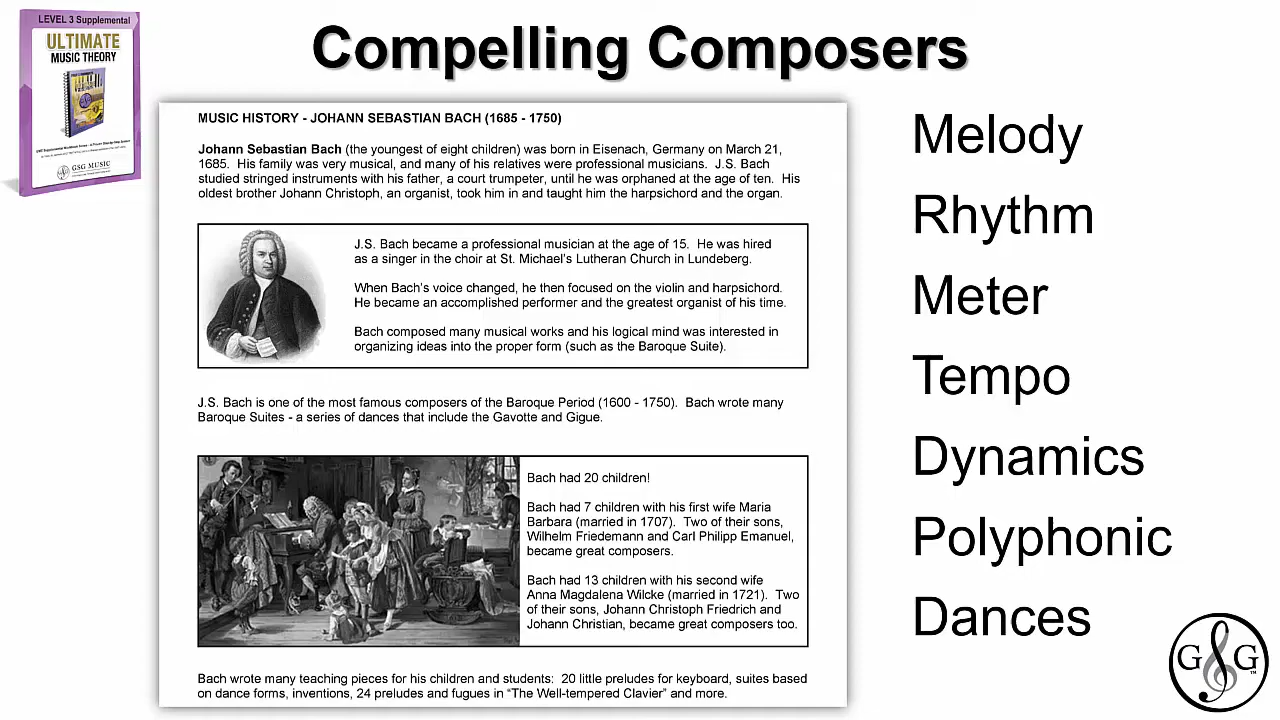 LEVEL 3 Supplemental
ULTIMATE
MUSIC THEORY
GSG MUSIC
Compelling Composers
MUSIC HISTORY - JOHANN SEBASTIAN BACH (1685 - 1750)
Johann Sebastian Bach (the youngest of eight children) was born in Eisenach, Germany on March 21,
1685. His family was very musical, and many of his relatives were professional musicians. J.S. Bach
studied stringed instruments with his father, a court trumpeter, until he was orphaned at the age of ten. His
oldest brother Johann Christoph, an organist, took him in and taught him the harpsichord and the organ.
J.S. Bach became a professional musician at the age of 15. He was hired
as a singer in the choir at St. Michael's Lutheran Church in Lundeberg.
When Bach's voice changed, he then focused on the violin and harpsichord.
He became an accomplished performer and the greatest organist of his time.
Bach composed many musical works and his logical mind was interested in
organizing ideas into the proper form (such as the Baroque Suite).
J.S. Bach is one of the most famous composers of the Baroque Period (1600 - 1750). Bach wrote many
Baroque Suites - a series of dances that include the Gavotte and Gigue.
Bach had 20 children!
Bach had 7 children with his first wife Maria
Barbara (married in 1707). Two of their sons,
Wilhelm Friedemann and Carl Philipp Emanuel,
became great composers.
Bach had 13 children with his second wife
Anna Magdalena Wilcke (married in 1721). Two
of their sons, Johann Christoph Friedrich and
Johann Christian, became great composers too.
Bach wrote many teaching pieces for his children and students: 20 little preludes for keyboard, suites based
on dance forms, inventions, 24 preludes and fugues in “The Well-tempered Clavier” and more.
Melody
Rhythm
Meter
Tempo
Dynamics
Polyphonic
Dances
G G
TM